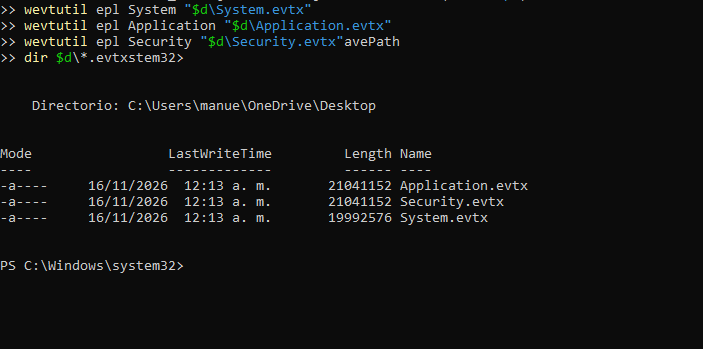 >> wevtutil epl System "$d\System.evtx"
>> wevtutil epl Application "$d\Application.evtx"
>> wevtutil epl Security "$d\Security.evtx"avePath
>> dir $d\*.evtxstem32>
Directorio: C:\Users\manue\OneDrive\Desktop
Mode LastWriteTime Length Name
---- ------------- ------ ----
-a---- 16/11/2026 12:13 a. m. 21041152 Application.evtx
-a---- 16/11/2026 12:13 a. m. 21041152 Security.evtx
-a---- 16/11/2026 12:13 a. m. 19992576 System.evtx
PS C:\Windows\system32>